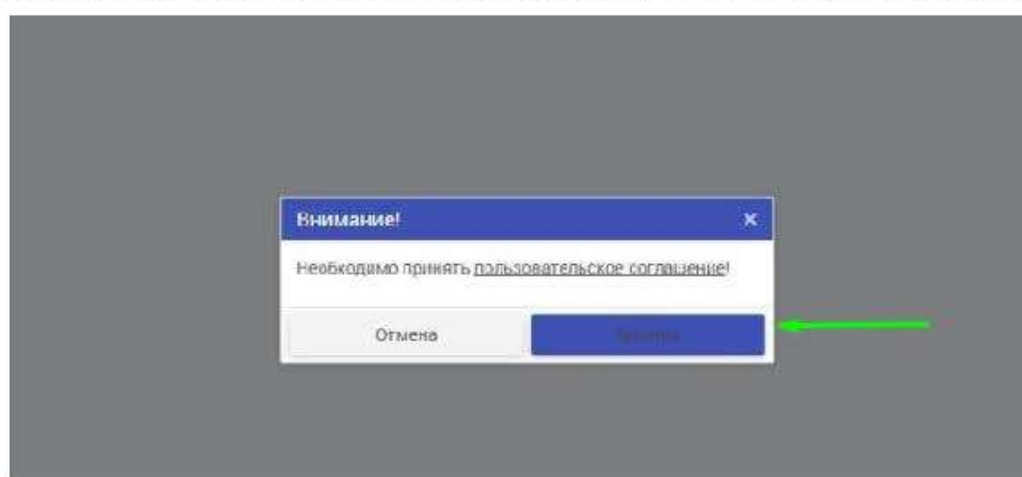 Внимание!
Необходимо принять пользовательское соглашение!
Отмена